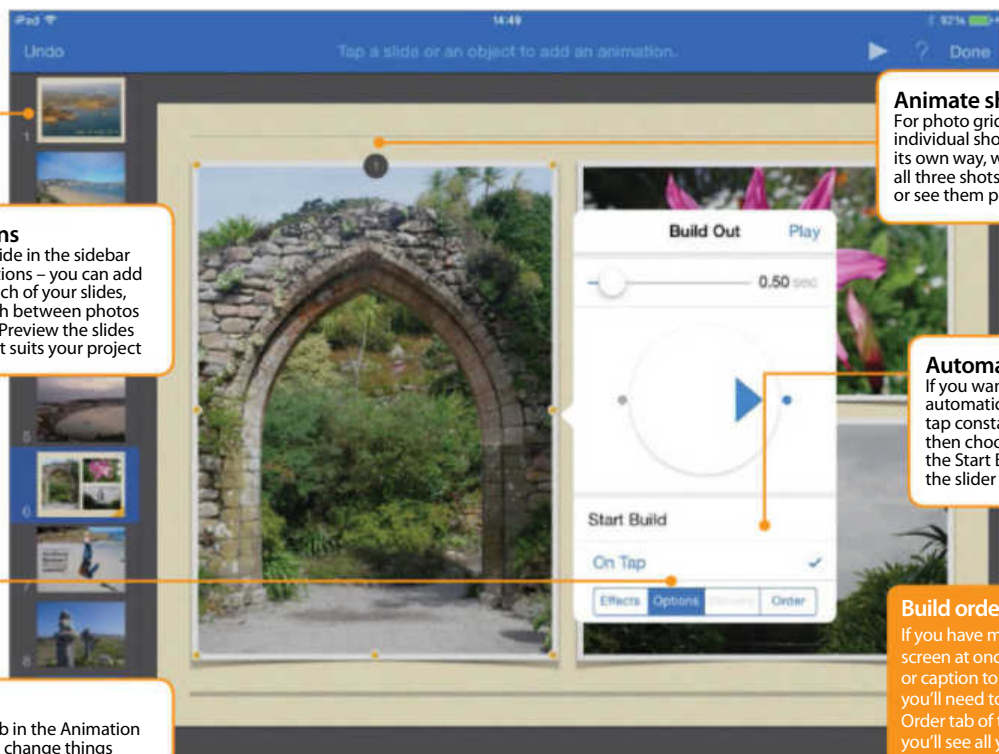 iPad
14:49
92%
Undo
Tap a slide or an object to add an animation.
? Done
1
ns
ide in the sidebar
tions – you can add
ch of your slides,
h between photos
Preview the slides
t suits your project
5
6
7
8
b in the Animation
change things
1
Build Out Play
0.50 sec
Start Build
On Tap
Effects Options Delivery Order
Animate sh
For photo grid
individual sho
its own way, w
all three shots
or see them p
Automa
If you wan
automatic
tap consta
then choo
the Start B
the slider
Build orde
If you have m
screen at onc
or caption to
you'll need to
Order tab of t
you'll see all y